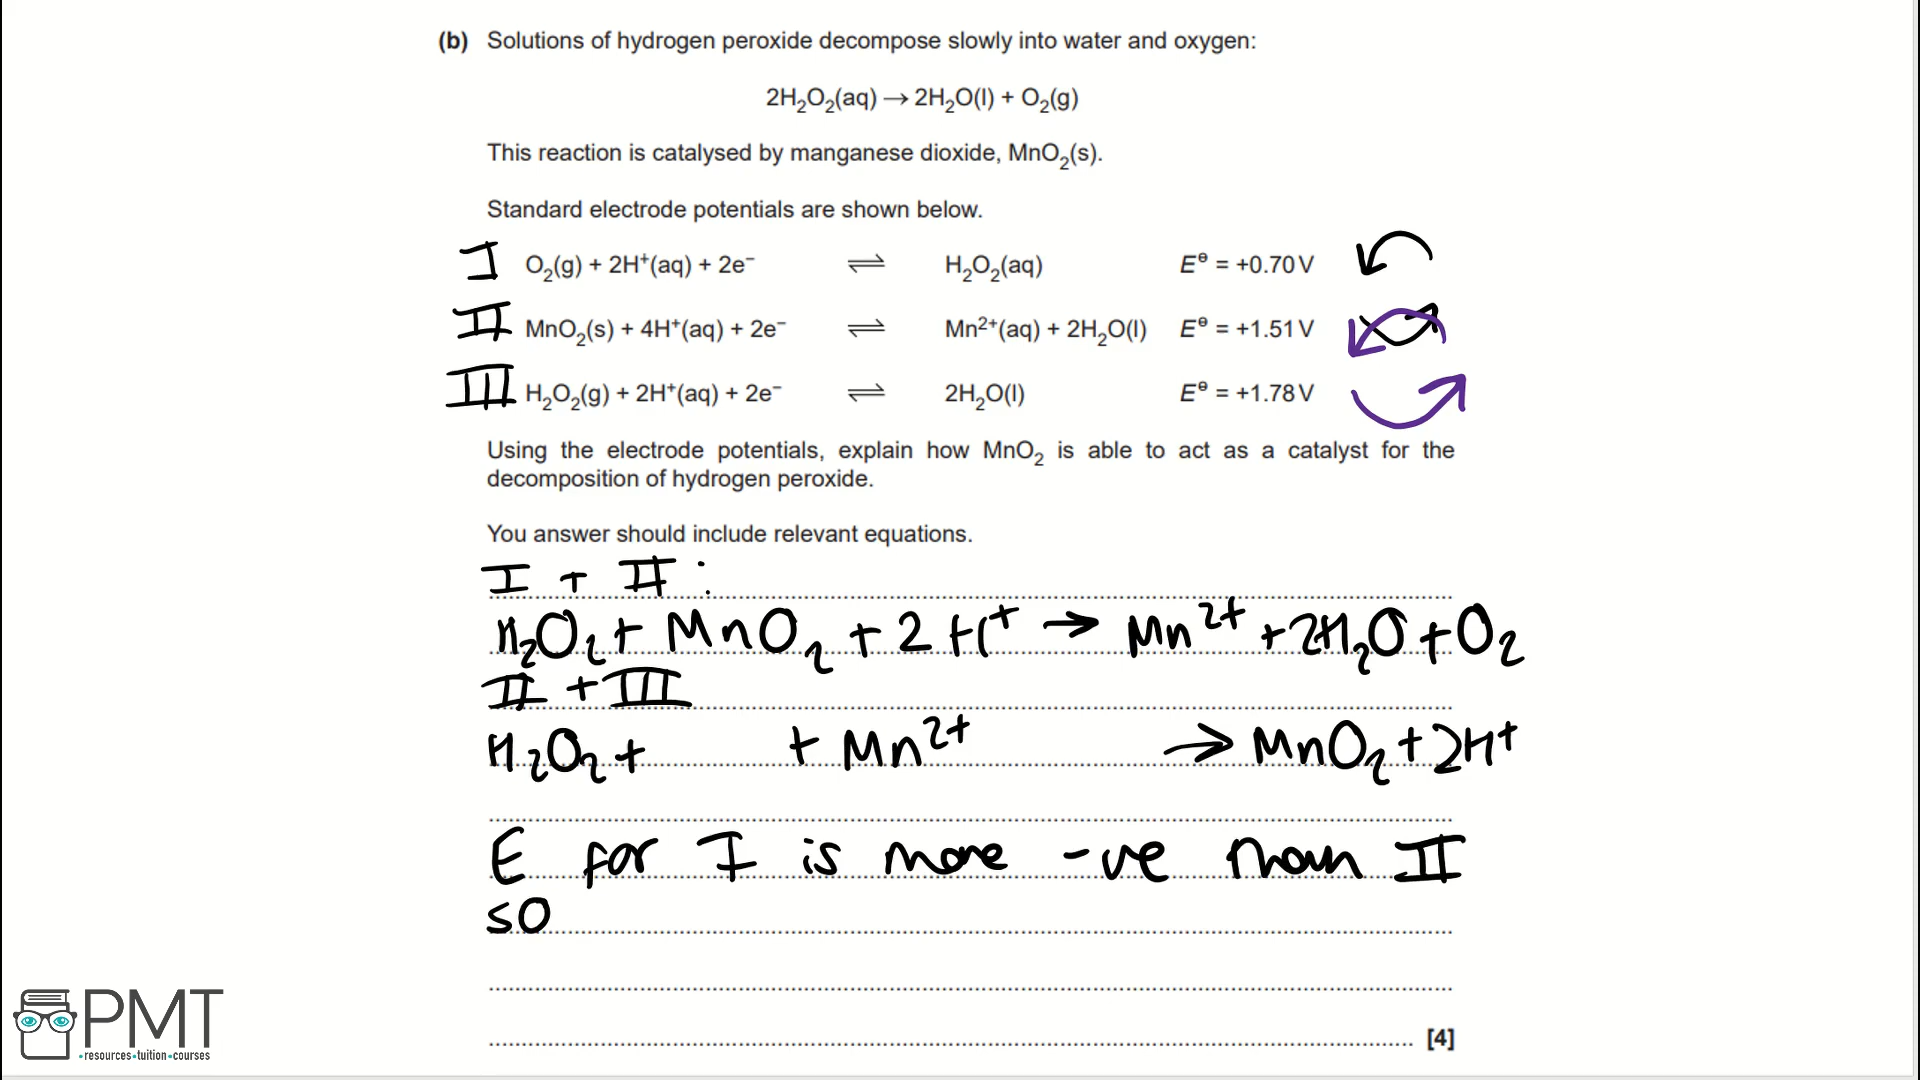 (b) Solutions of hydrogen peroxide decompose slowly into water and oxygen:
2H₂O₂(aq) → 2H₂O(l) + O₂(g)
This reaction is catalysed by manganese dioxide, MnO₂(s).
Standard electrode potentials are shown below.
I O₂(g) + 2H⁺(aq) + 2e⁻ ⇌ H₂O₂(aq) E⦵ = +0.70 V
II MnO₂(s) + 4H⁺(aq) + 2e⁻ ⇌ Mn²⁺(aq) + 2H₂O(l) E⦵ = +1.51 V
III H₂O₂(g) + 2H⁺(aq) + 2e⁻ ⇌ 2H₂O(l) E⦵ = +1.78 V
Using the electrode potentials, explain how MnO₂ is able to act as a catalyst for the
decomposition of hydrogen peroxide.
You answer should include relevant equations.
I + II :
H₂O₂ + MnO₂ + 2H⁺ → Mn²⁺ + 2H₂O + O₂
II + III
H₂O₂ + + Mn²⁺ → MnO₂ + 2H⁺
E for I is more -ve than II
so
[4]
PMT
resources•tuition•courses